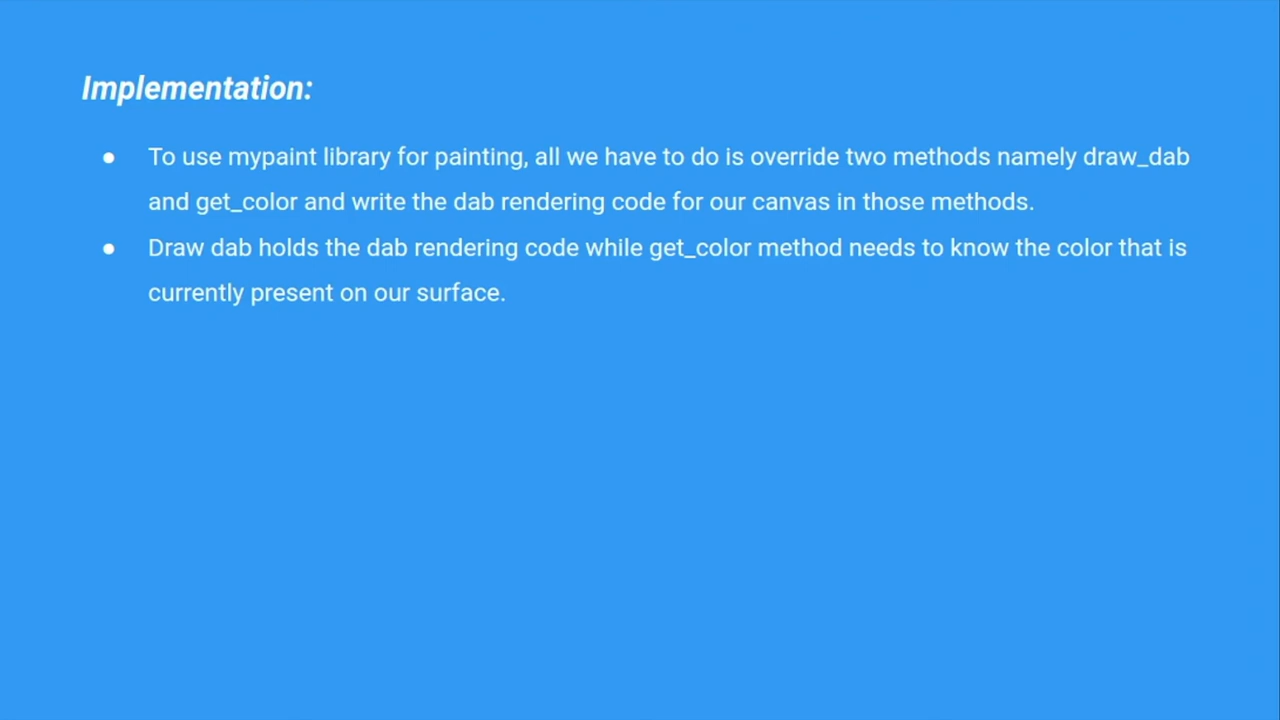 Implementation:
● To use mypaint library for painting, all we have to do is override two methods namely draw_dab
and get_color and write the dab rendering code for our canvas in those methods.
● Draw dab holds the dab rendering code while get_color method needs to know the color that is
currently present on our surface.